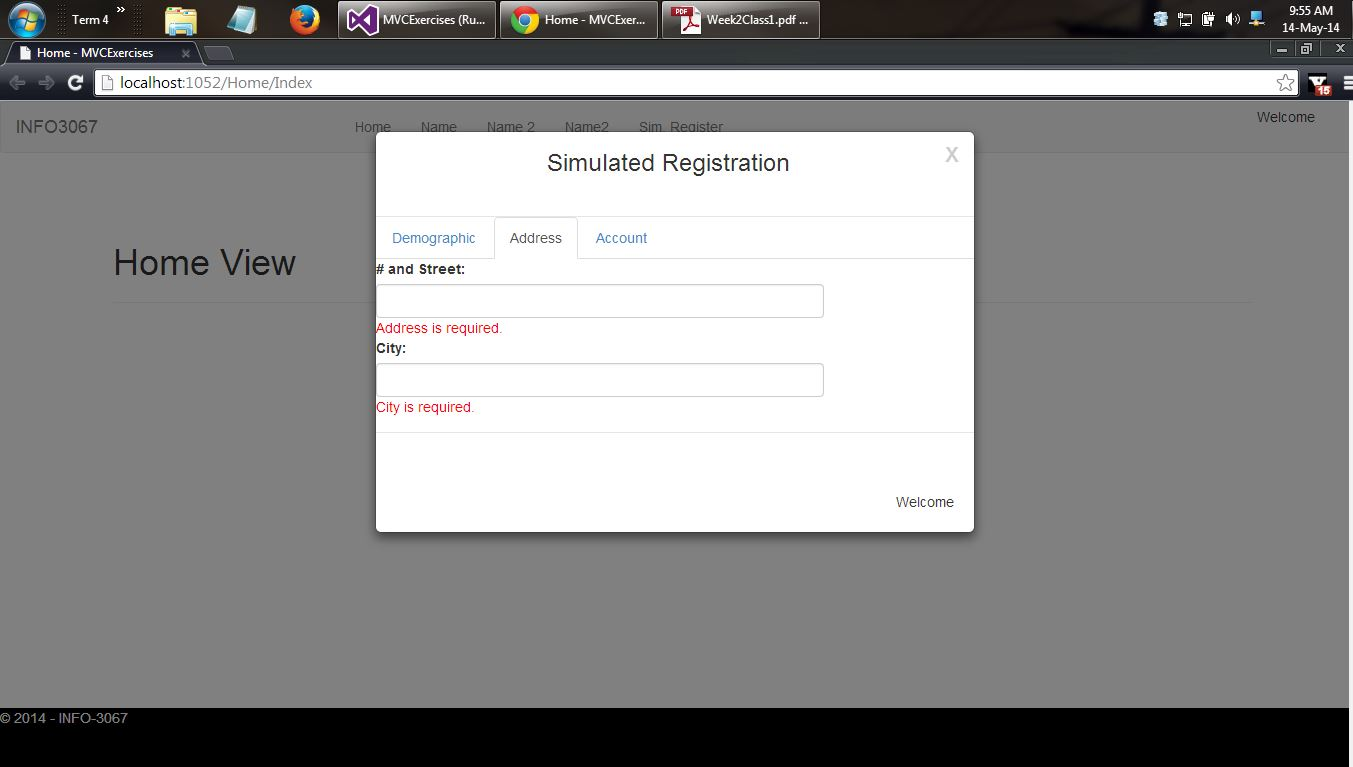 Term 4 »
MVCExercises (Ru...
Home - MVCExer...
PDF
Week2Class1.pdf ...
9:55 AM
14-May-14
Home - MVCExercises
localhost:1052/Home/Index
15
INFO3067
Home Name Name 2 Name2 Sim. Register
Welcome
Simulated Registration
X
Demographic Address Account
Home View
# and Street:
Address is required.
City:
City is required.
Welcome
© 2014 - INFO-3067